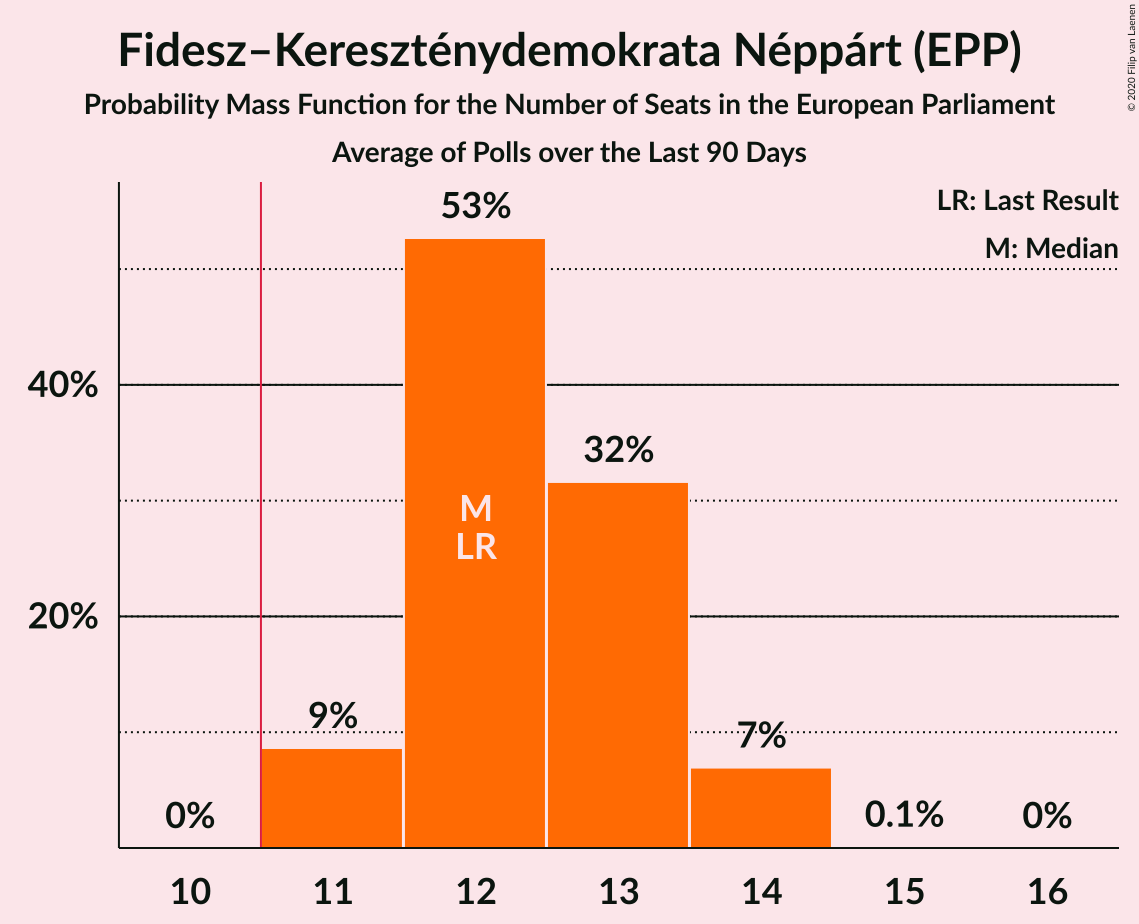 Fidesz–Kereszténydemokrata Néppárt (EPP)
Probability Mass Function for the Number of Seats in the European Parliament
Average of Polls over the Last 90 Days
© 2020 Filip van Laenen
LR: Last Result
M: Median
53%
40%
32%
M
LR
20%
9%
7%
0%
0.1%
0%
10 11 12 13 14 15 16